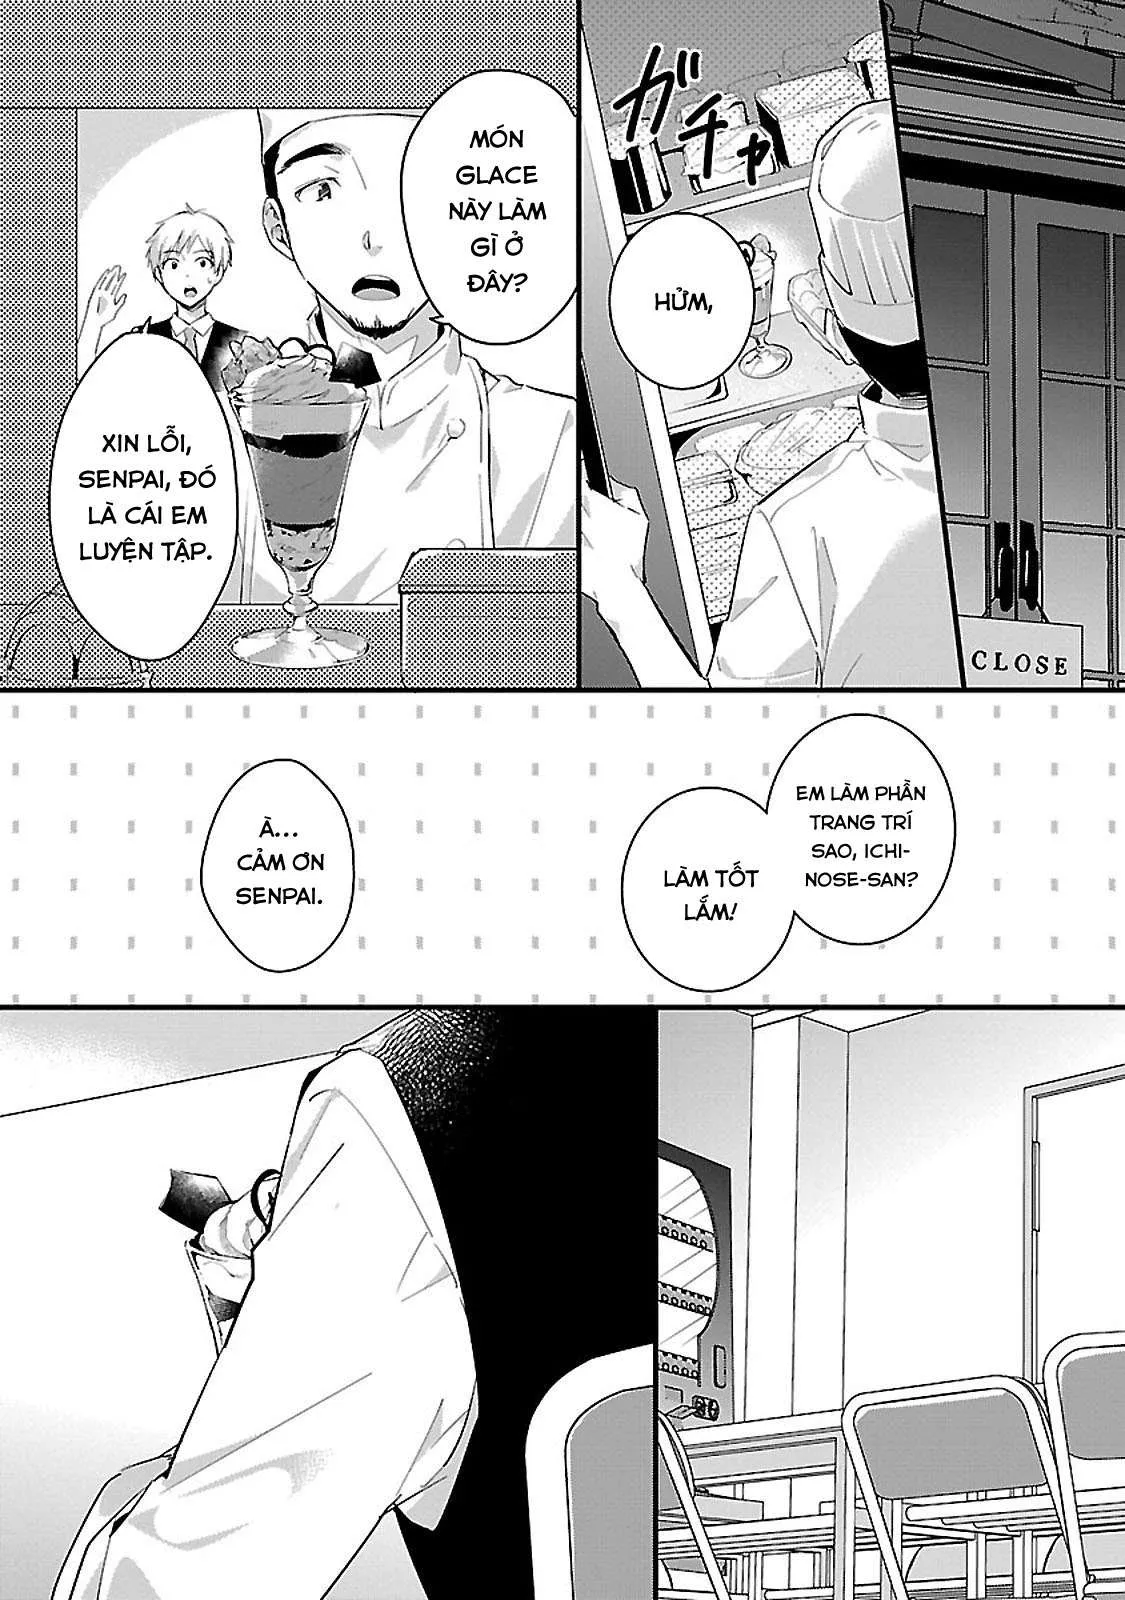 CLOSE
ガチャ
HỬM,
MÓN
GLACE
NÀY LÀM
GÌ Ở
ĐÂY?
XIN LỖI,
SENPAI, ĐÓ
LÀ CÁI EM
LUYỆN TẬP.
EM LÀM PHẦN
TRANG TRÍ
SAO, ICHI-
NOSE-SAN?
LÀM TỐT
LẮM!
À...
CẢM ƠN
SENPAI.